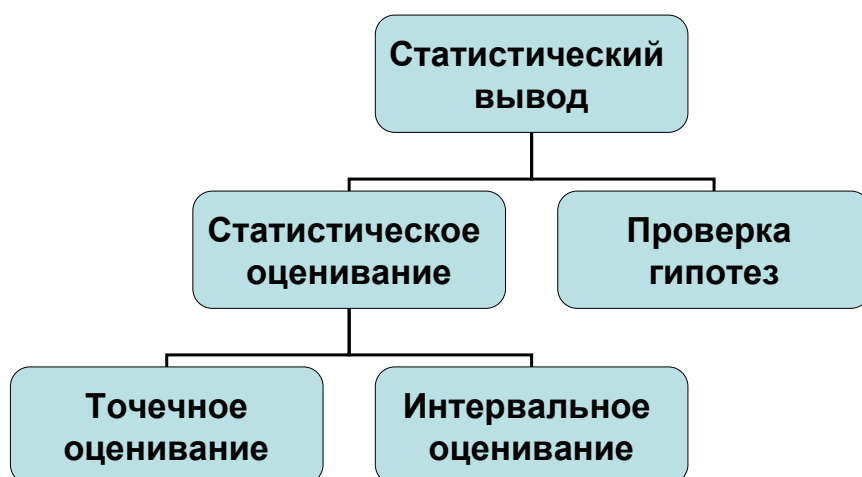 Статистический
вывод
Статистическое
оценивание
Проверка
гипотез
Точечное
оценивание
Интервальное
оценивание